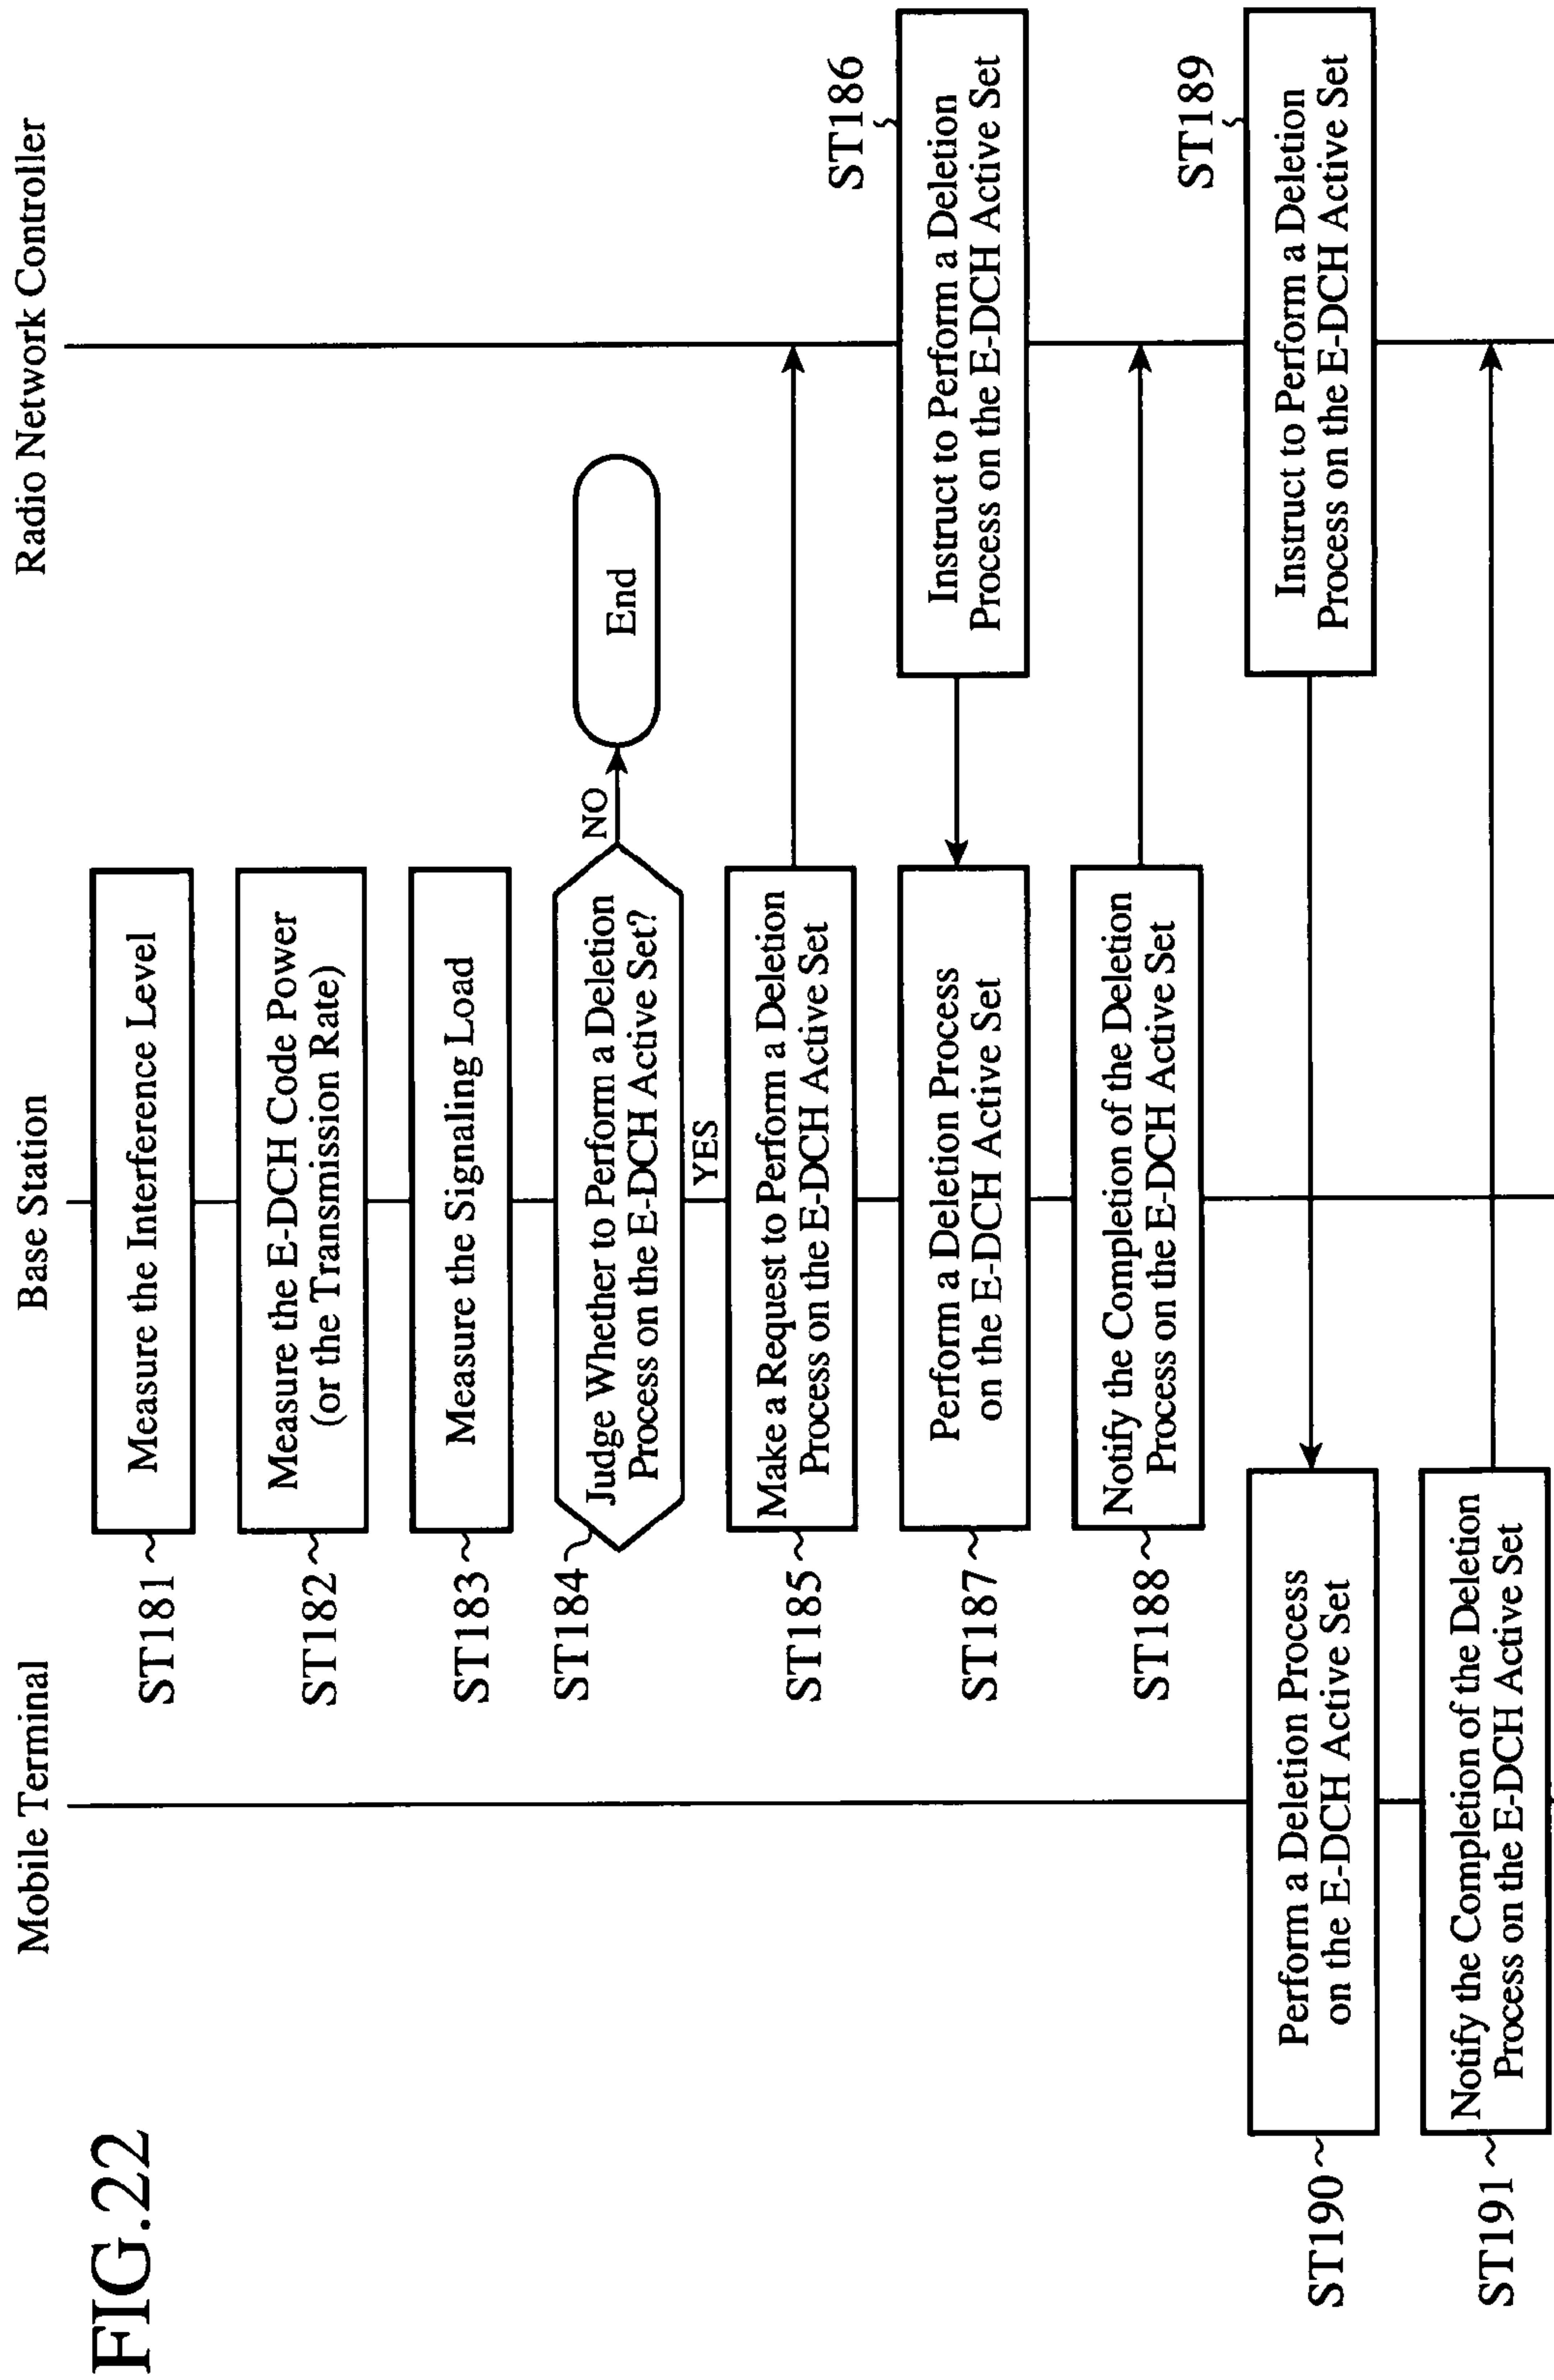 FIG.22
Mobile Terminal
Base Station
Radio Network Controller
ST181
Measure the Interference Level
ST182
Measure the E-DCH Code Power
(or the Transmission Rate)
ST183
Measure the Signaling Load
ST184
Judge Whether to Perform a Deletion
Process on the E-DCH Active Set?
NO
End
YES
ST185
Make a Request to Perform a Deletion
Process on the E-DCH Active Set
ST186
Instruct to Perform a Deletion
Process on the E-DCH Active Set
ST187
Perform a Deletion Process
on the E-DCH Active Set
ST188
Notify the Completion of the Deletion
Process on the E-DCH Active Set
ST189
Instruct to Perform a Deletion
Process on the E-DCH Active Set
ST190
Perform a Deletion Process
on the E-DCH Active Set
ST191
Notify the Completion of the Deletion
Process on the E-DCH Active Set